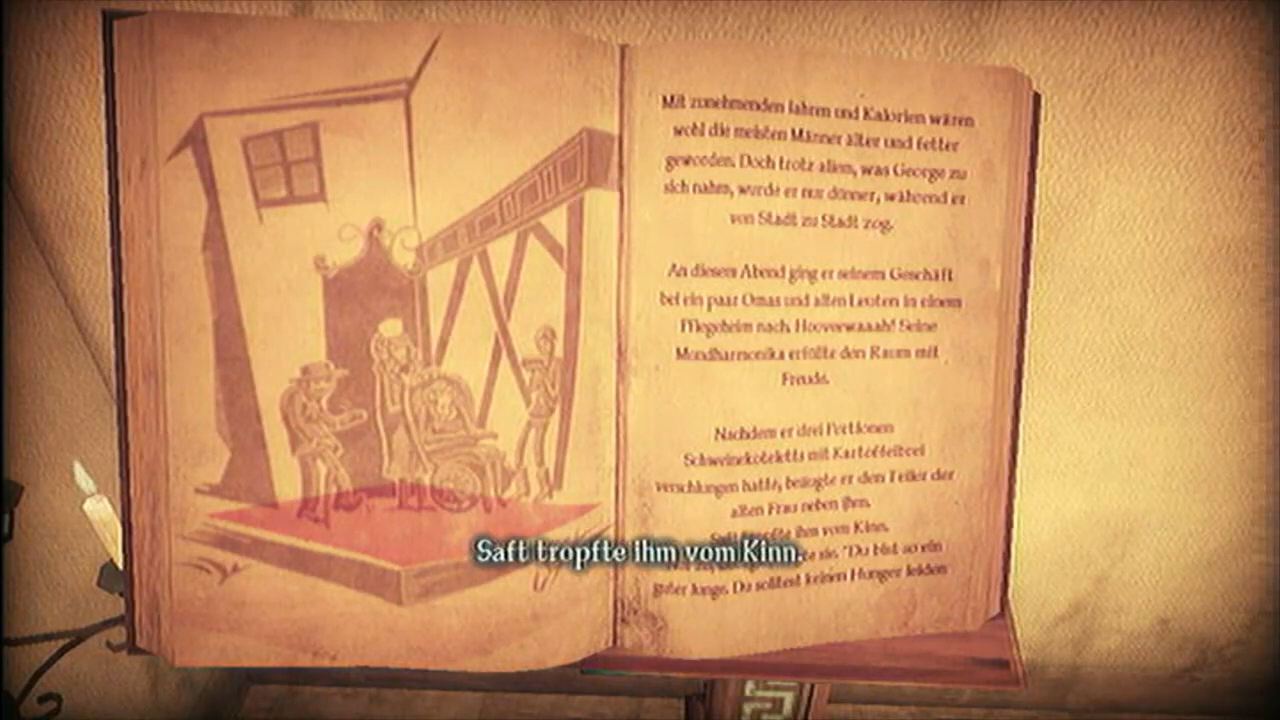 Mit zunehmenden Jahren und Kalorien wären
wohl die meisten Männer älter und fetter
geworden. Doch trotz allem, was George zu
sich nahm, wurde er nur dünner, während er
von Stadt zu Stadt zog.
An diesem Abend ging er seinem Geschäft
bei ein paar Omas und alten Leuten in einem
Pflegeheim nach. Hooverwaaah! Seine
Mundharmonika erfüllte den Raum mit
Freude.
Nachdem er drei Portionen
Schweinekoteletts mit Kartoffelbrei
verschlungen hatte, beäugte er den Teller der
alten Frau neben ihm.
Saft tropfte ihm vom Kinn.
sie. "Du bist so ein
guter Junge. Du solltest keinen Hunger leiden
Saft tropfte ihm vom Kinn.